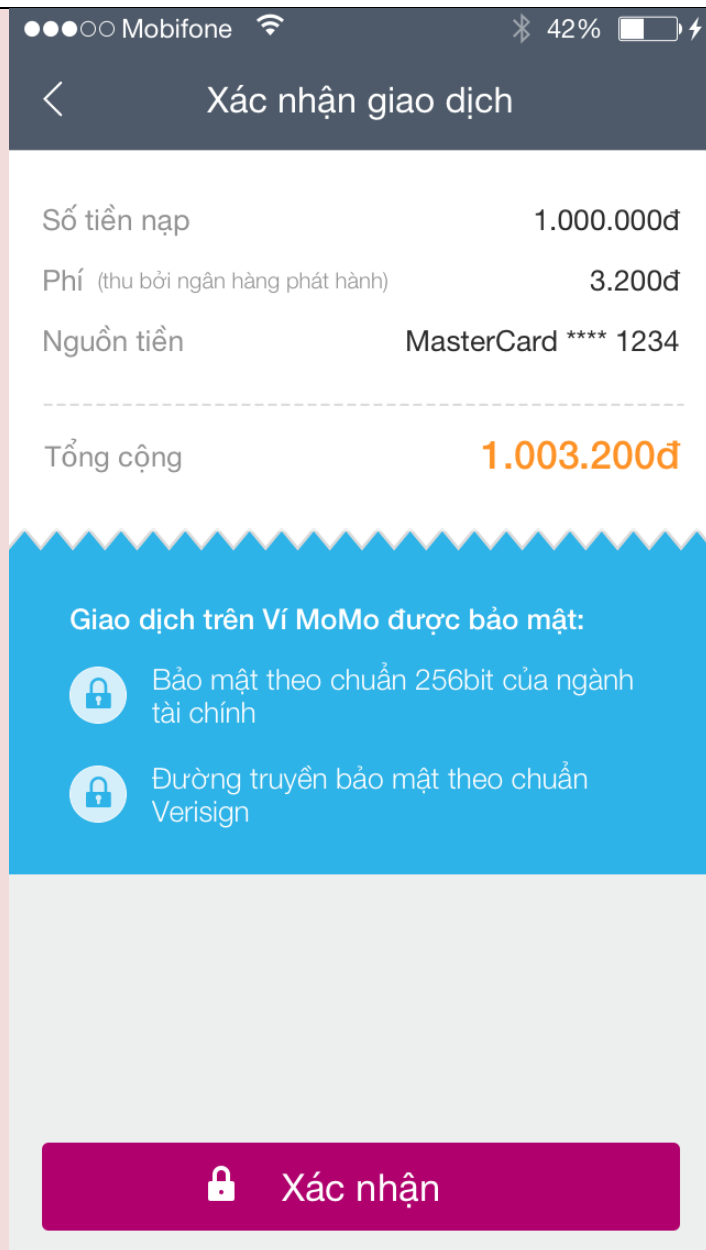 Mobifone 42%
Xác nhận giao dịch
Số tiền nạp 1.000.000đ
Phí (thu bởi ngân hàng phát hành) 3.200đ
Nguồn tiền MasterCard **** 1234
Tổng cộng 1.003.200đ
Giao dịch trên Ví MoMo được bảo mật:
Bảo mật theo chuẩn 256bit của ngành
tài chính
Đường truyền bảo mật theo chuẩn
Verisign
Xác nhận